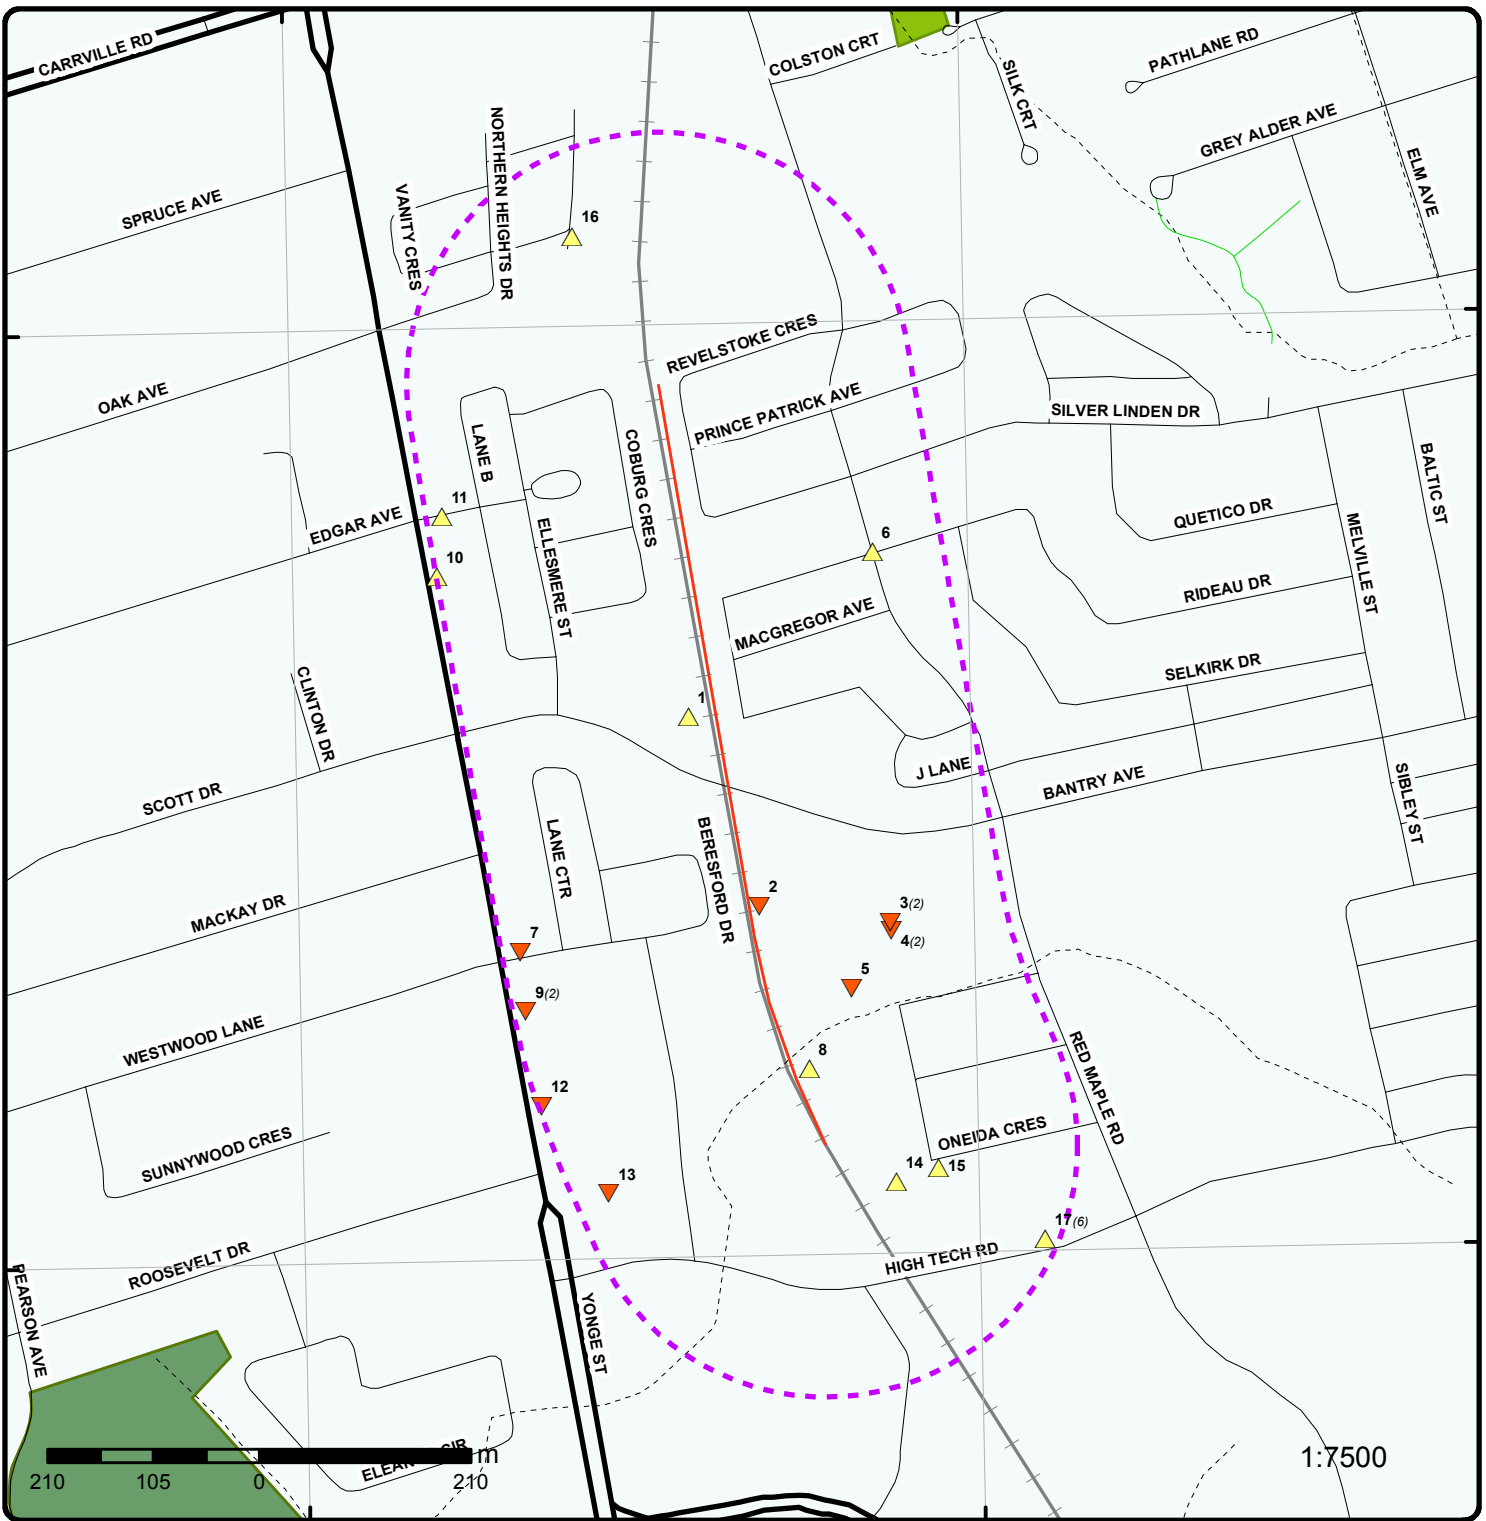 CARRVILLE RD
COLSTON CRT
PATHLANE RD
SILK CRT
GREY ALDER AVE
ELM AVE
NORTHERN HEIGHTS DR
VANITY CRES
SPRUCE AVE
16
REVELSTOKE CRES
OAK AVE
PRINCE PATRICK AVE
SILVER LINDEN DR
LANE B
COBURG CRES
BALTIC ST
11
EDGAR AVE
ELLESMERE ST
QUETICO DR
MELVILLE ST
6
10
RIDEAU DR
MACGREGOR AVE
CLINTON DR
SELKIRK DR
1
J LANE
BANTRY AVE
SIBLEY ST
SCOTT DR
LANE CTR
BERESFORD DR
2
3(2)
MACKAY DR
4(2)
7
5
9(2)
WESTWOOD LANE
8
RED MAPLE RD
12
ONEIDA CRES
SUNNYWOOD CRES
14
15
13
17(6)
HIGH TECH RD
ROOSEVELT DR
PEARSON AVE
YONGE ST
m
1:7500
210 105 0 210